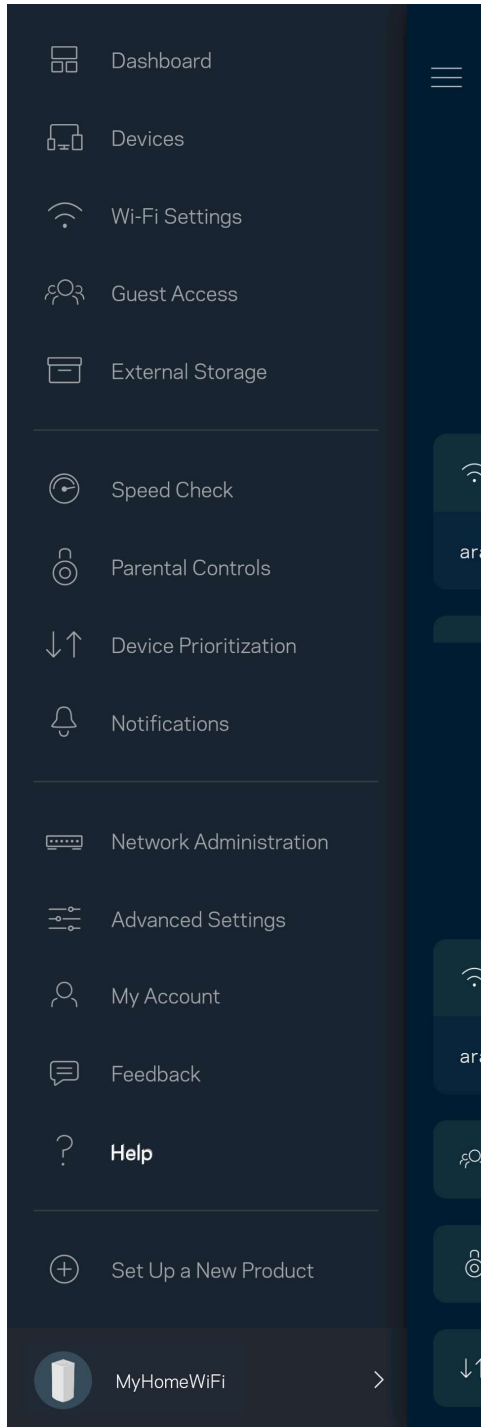 Dashboard
Devices
Wi-Fi Settings
Guest Access
External Storage
Speed Check
Parental Controls
Device Prioritization
Notifications
Network Administration
Advanced Settings
My Account
Feedback
Help
Set Up a New Product
MyHomeWiFi